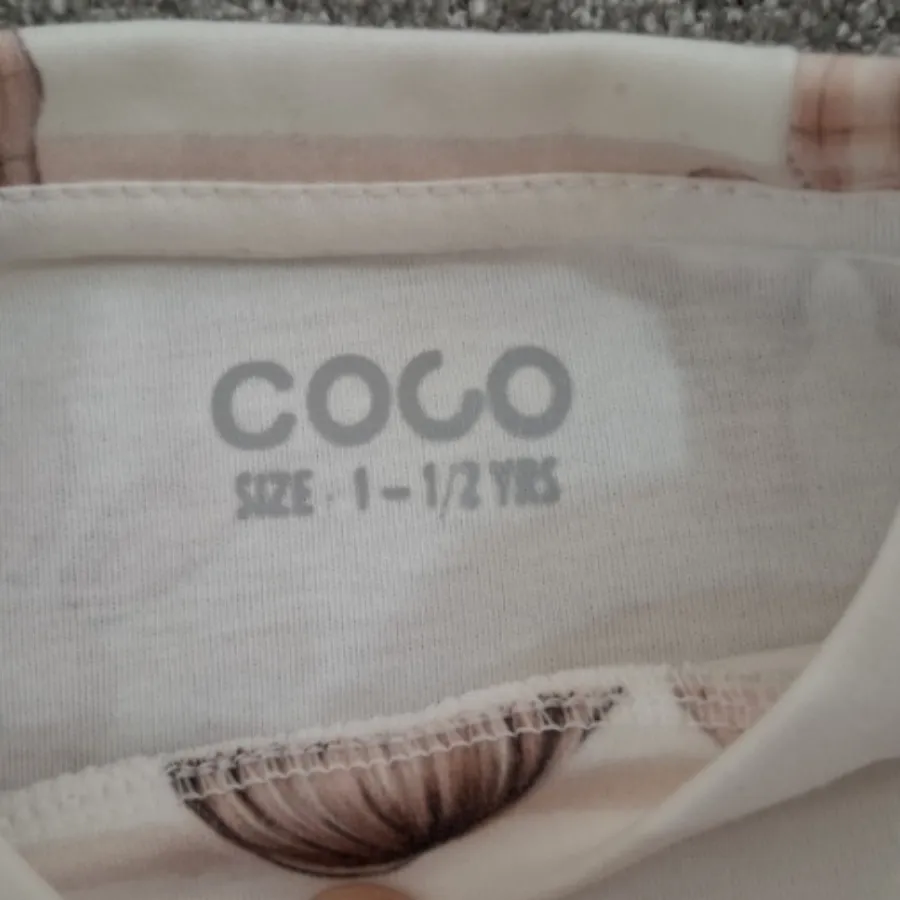 COCO
SIZE · 1 - 1/2 YRS